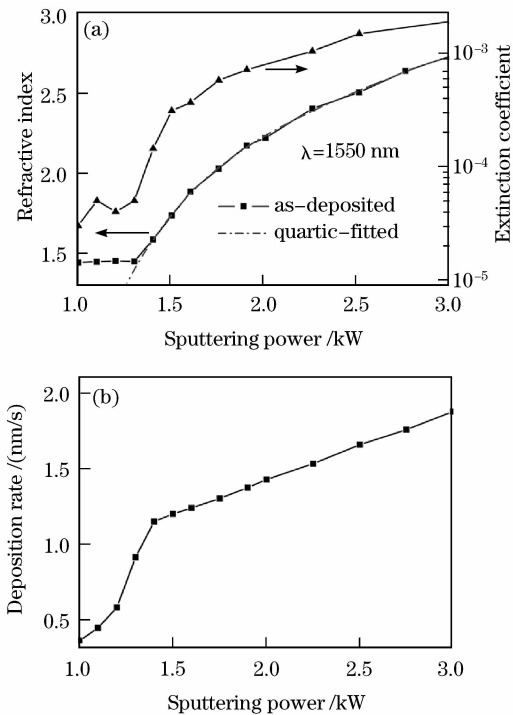 (a)
3.0
2.5
2.0
1.5
Refractive index
10−3
10−4
10−5
Extinction coefficient
λ=1550 nm
as−deposited
quartic−fitted
1.0 1.5 2.0 2.5 3.0
Sputtering power /kW
(b)
2.0
1.5
1.0
0.5
Deposition rate /(nm/s)
1.0 1.5 2.0 2.5 3.0
Sputtering power /kW